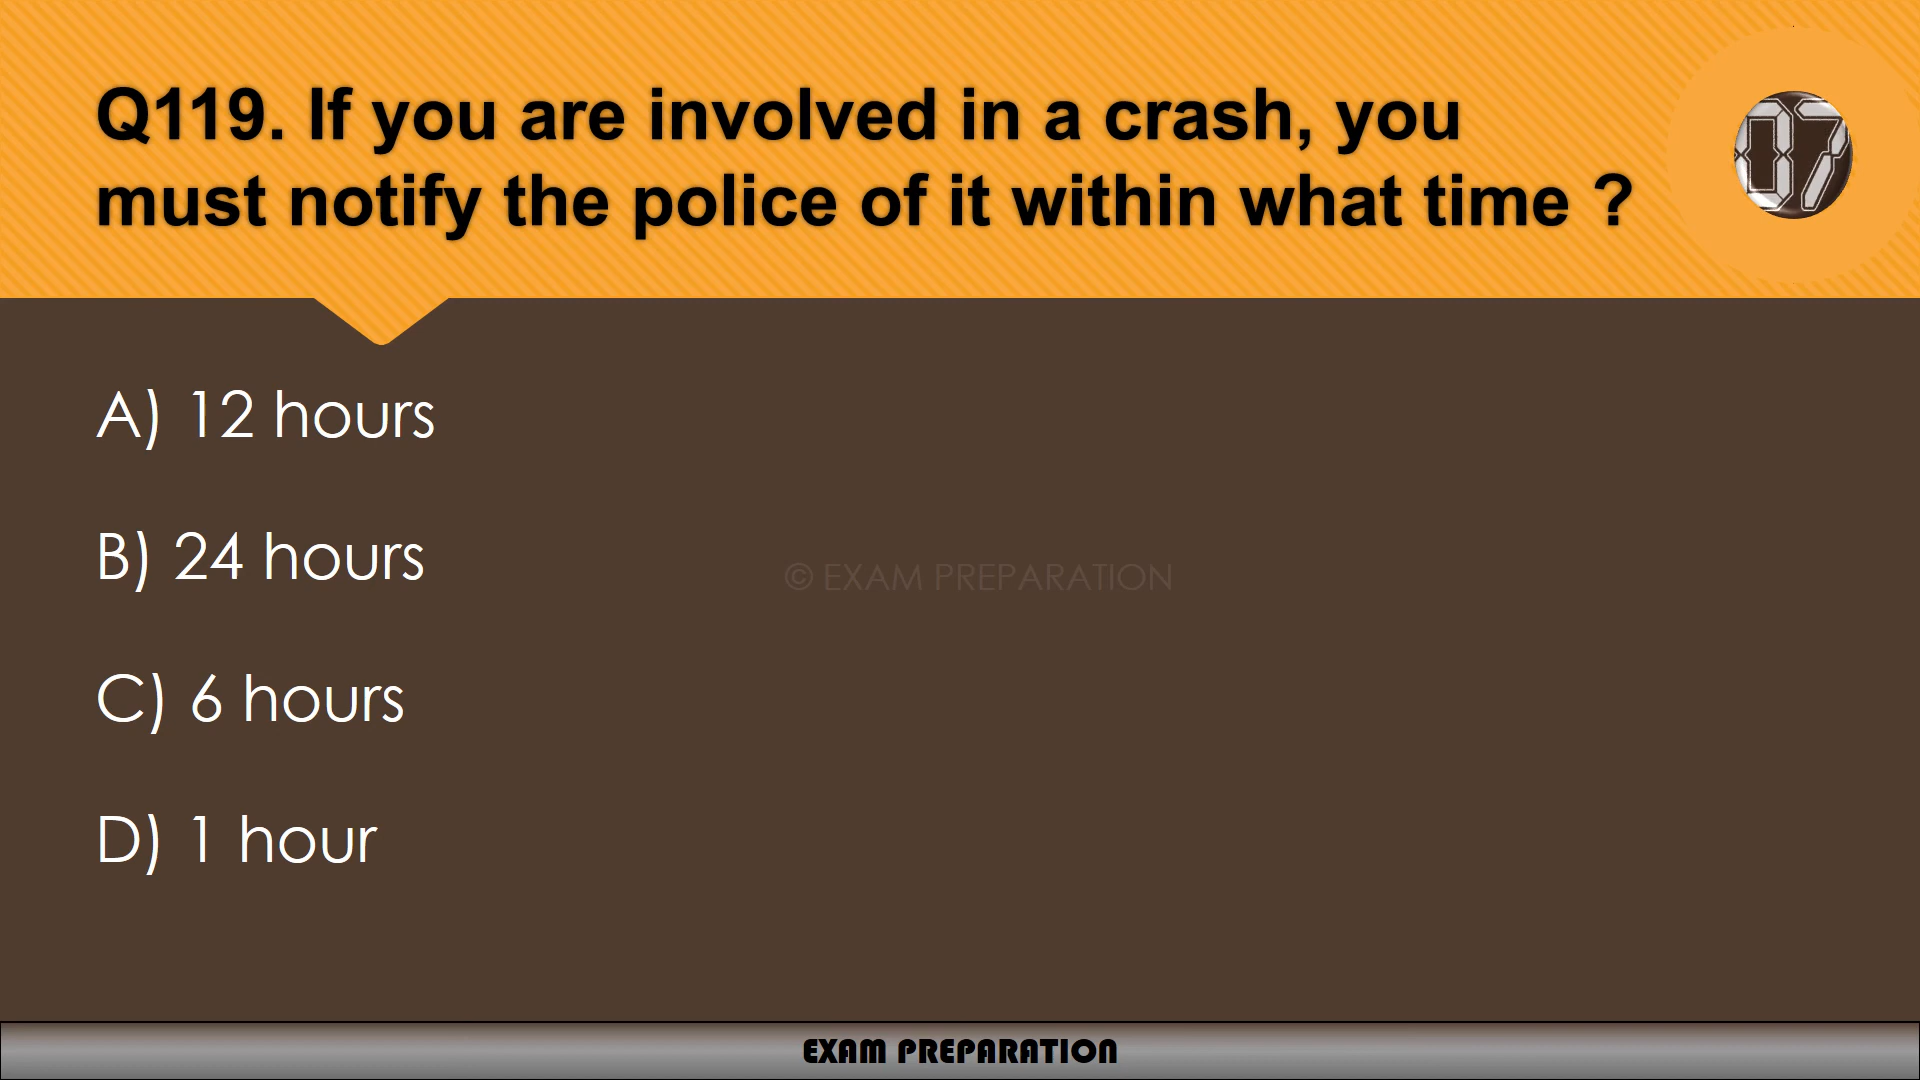 Q119. If you are involved in a crash, you
must notify the police of it within what time ?
07
A) 12 hours
B) 24 hours
© EXAM PREPARATION
C) 6 hours
D) 1 hour
EXAM PREPARATION